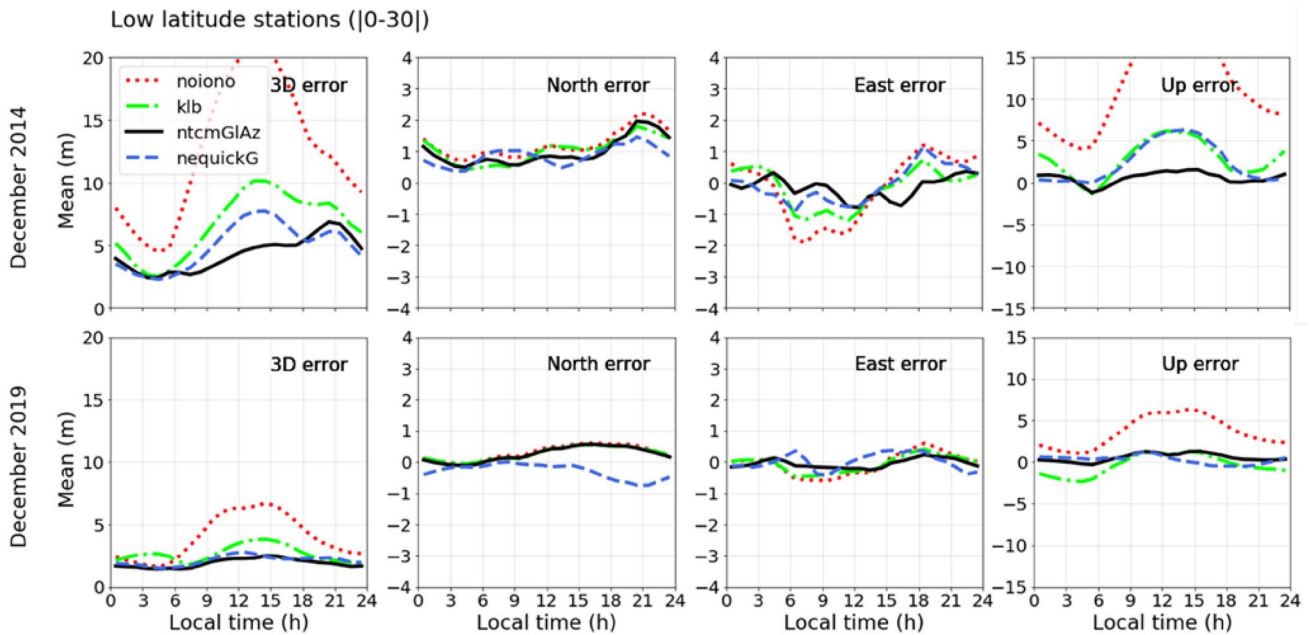 Low latitude stations (|0-30|)
December 2014
Mean (m)
20
15
10
5
0
noiono
klb
ntcmGlAz
nequickG
3D error
4
3
2
1
0
−1
−2
−3
−4
North error
4
3
2
1
0
−1
−2
−3
−4
East error
15
10
5
0
−5
−10
−15
Up error
December 2019
Mean (m)
20
15
10
5
0
3D error
0 3 6 9 12 15 18 21 24
Local time (h)
4
3
2
1
0
−1
−2
−3
−4
North error
0 3 6 9 12 15 18 21 24
Local time (h)
4
3
2
1
0
−1
−2
−3
−4
East error
0 3 6 9 12 15 18 21 24
Local time (h)
15
10
5
0
−5
−10
−15
Up error
0 3 6 9 12 15 18 21 24
Local time (h)